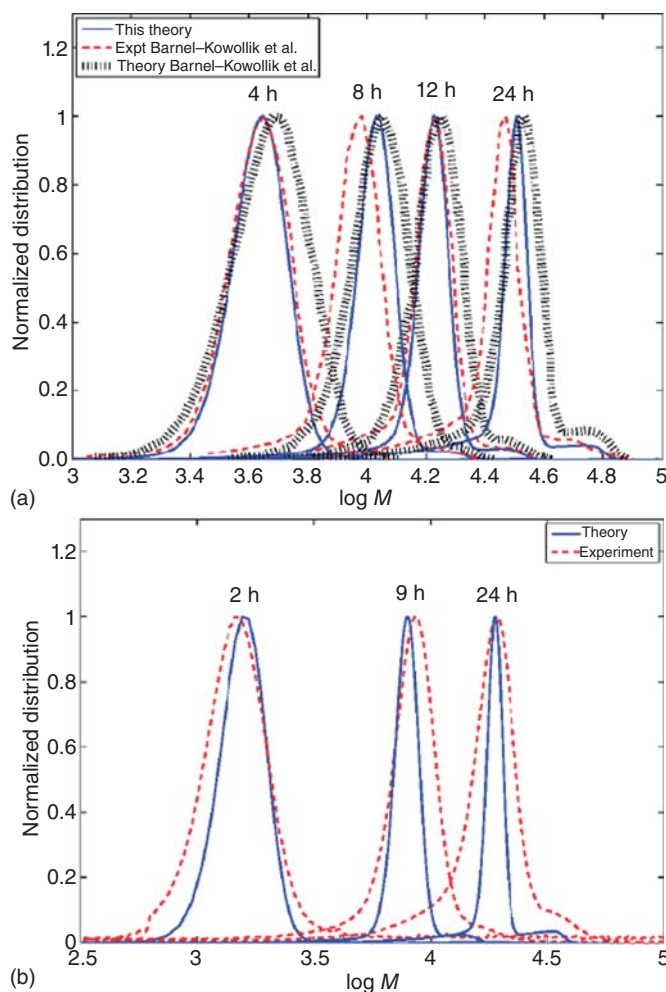 This theory
Expt Barnel–Kowollik et al.
Theory Barnel–Kowollik et al.
4 h
8 h
12 h
24 h
Normalized distribution
1.2
1
0.8
0.6
0.4
0.2
0.0
3
3.2
3.4
3.6
3.8
4
4.2
4.4
4.6
4.8
5
log M
(a)
Theory
Experiment
2 h
9 h
24 h
Normalized distribution
1.2
1
0.8
0.6
0.4
0.2
0
2.5
3
3.5
4
4.5
5
log M
(b)